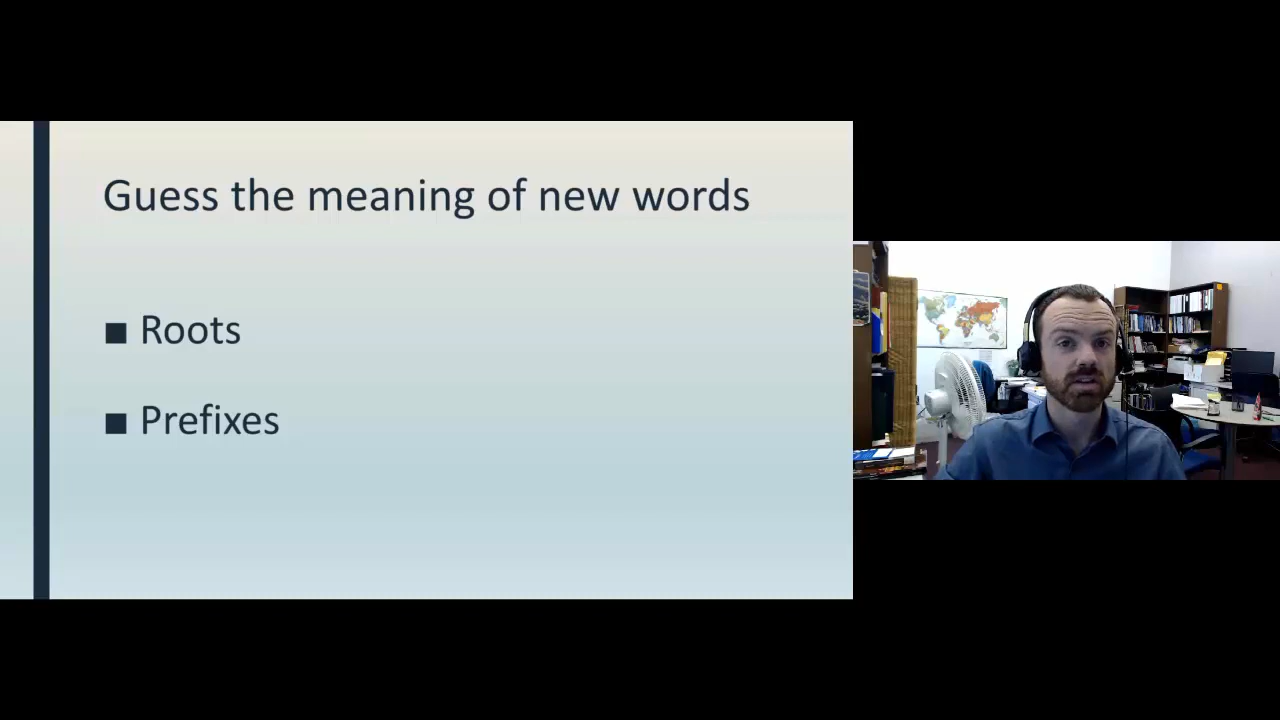 Guess the meaning of new words
■ Roots
■ Prefixes